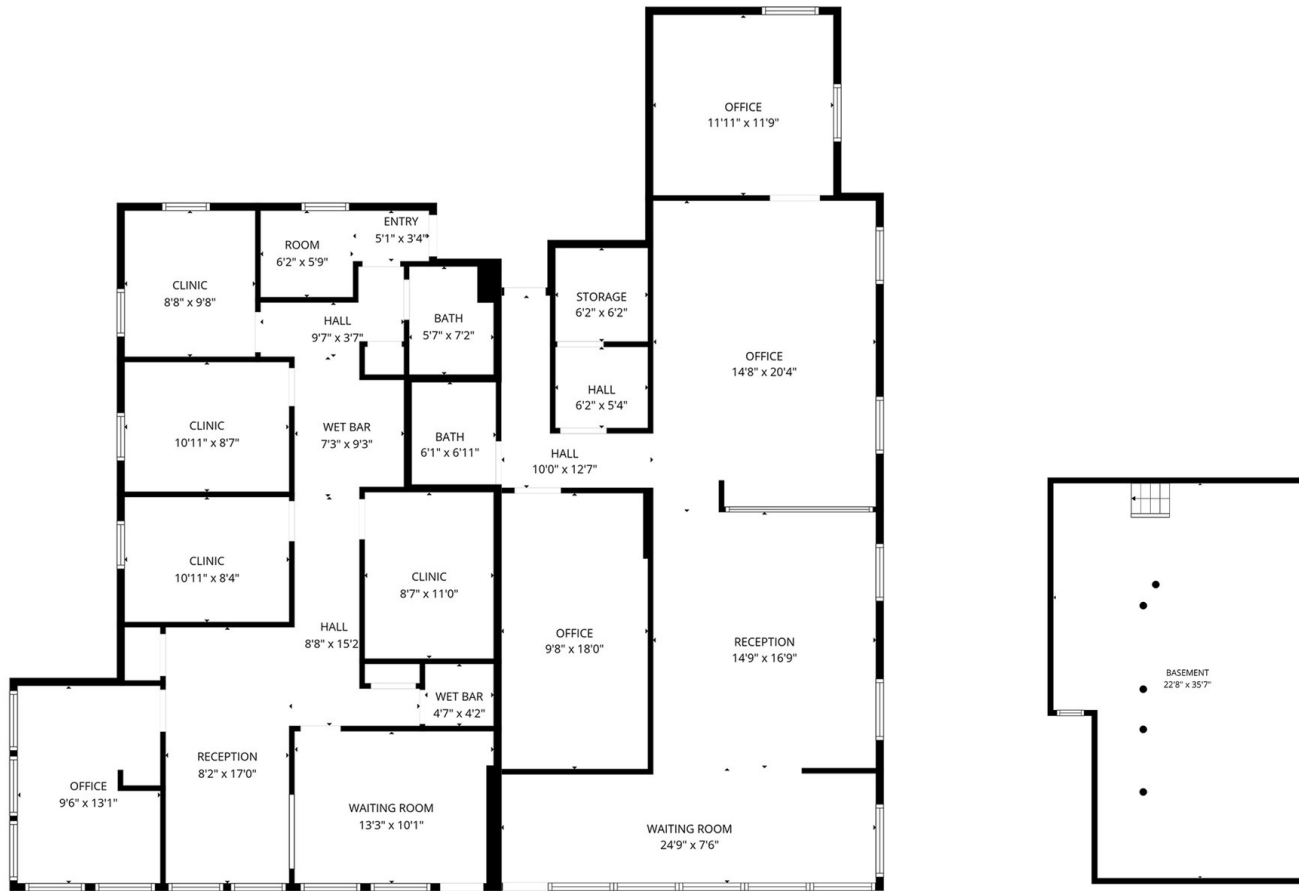 OFFICE
11'11" x 11'9"
ENTRY
5'1" x 3'4"
ROOM
6'2" x 5'9"
CLINIC
8'8" x 9'8"
STORAGE
6'2" x 6'2"
HALL
9'7" x 3'7"
BATH
5'7" x 7'2"
OFFICE
14'8" x 20'4"
HALL
6'2" x 5'4"
CLINIC
10'11" x 8'7"
WET BAR
7'3" x 9'3"
BATH
6'1" x 6'11"
HALL
10'0" x 12'7"
CLINIC
10'11" x 8'4"
CLINIC
8'7" x 11'0"
HALL
8'8" x 15'2
OFFICE
9'8" x 18'0"
RECEPTION
14'9" x 16'9"
BASEMENT
22'8" x 35'7"
WET BAR
4'7" x 4'2"
RECEPTION
8'2" x 17'0"
OFFICE
9'6" x 13'1"
WAITING ROOM
13'3" x 10'1"
WAITING ROOM
24'9" x 7'6"